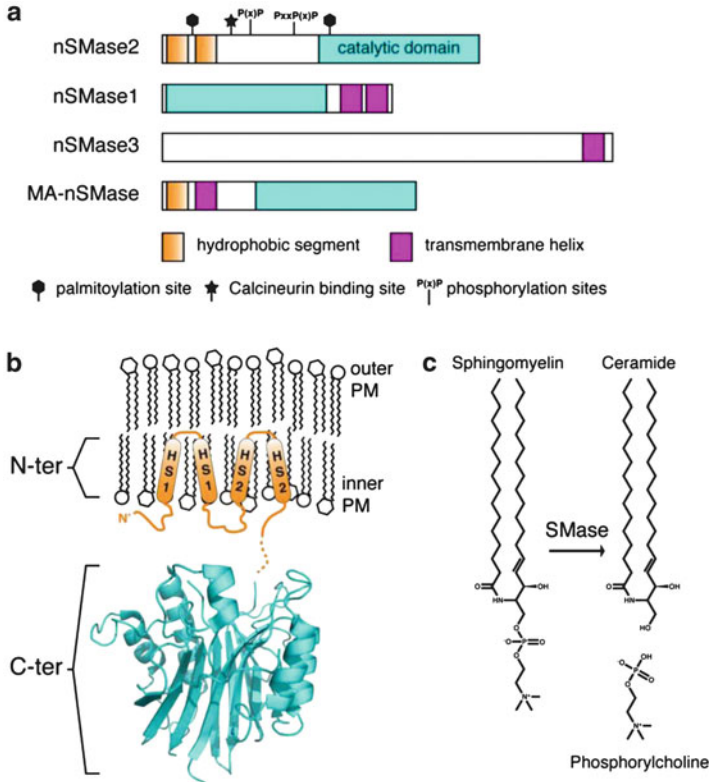 a
P(x)P PxxP(x)P
nSMase2
catalytic domain
nSMase1
nSMase3
MA-nSMase
hydrophobic segment
transmembrane helix
palmitoylation site
Calcineurin binding site
P(x)P
phosphorylation sites
b
outer
PM
N-ter
HS1
HS1
HS2
HS2
inner
PM
N''
C-ter
c
Sphingomyelin
Ceramide
SMase
O
HN
OH
O
-O
P
O
O
N+
O
HN
OH
HO
OH
-O
P
O
O
N+
Phosphorylcholine